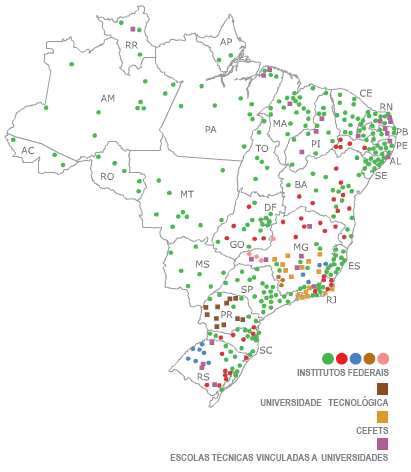 AP
RR
CE
RN
AM
PA
MA
PB
PI
PE
AC
TO
AL
SE
RO
BA
MT
DF
GO
MG
MS
ES
SP
RJ
PR
SC
RS
INSTITUTOS FEDERAIS
UNIVERSIDADE TECNOLÓGICA
CEFETS
ESCOLAS TÉCNICAS VINCULADAS A UNIVERSIDADES